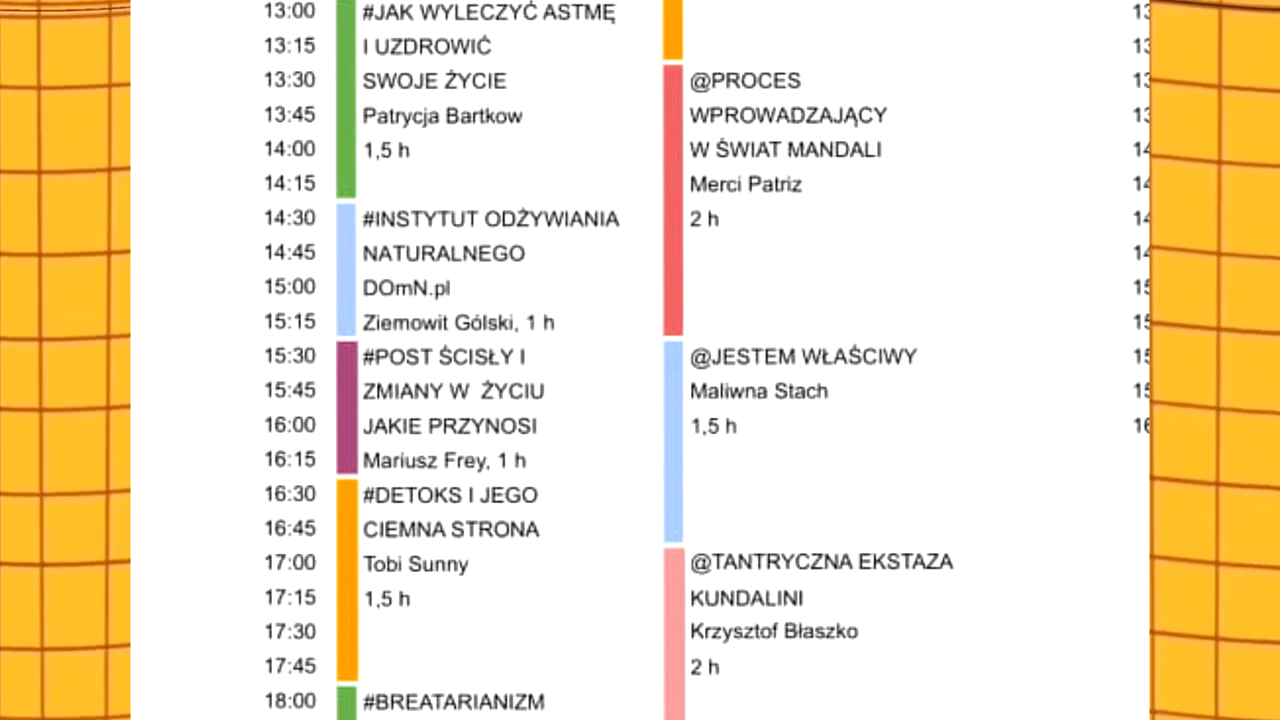 13:00 #JAK WYLECZYĆ ASTMĘ
13:15 I UZDROWIĆ
13:30 SWOJE ŻYCIE @PROCES
13:45 Patrycja Bartkow WPROWADZAJĄCY
14:00 1,5 h W ŚWIAT MANDALI
14:15 Merci Patriz
14:30 #INSTYTUT ODŻYWIANIA 2 h
14:45 NATURALNEGO
15:00 DOmN.pl
15:15 Ziemowit Gólski, 1 h
15:30 #POST ŚCISŁY I @JESTEM WŁAŚCIWY
15:45 ZMIANY W ŻYCIU Maliwna Stach
16:00 JAKIE PRZYNOSI 1,5 h
16:15 Mariusz Frey, 1 h
16:30 #DETOKS I JEGO
16:45 CIEMNA STRONA
17:00 Tobi Sunny @TANTRYCZNA EKSTAZA
17:15 1,5 h KUNDALINI
17:30 Krzysztof Błaszko
17:45 2 h
18:00 #BREATARIANIZM